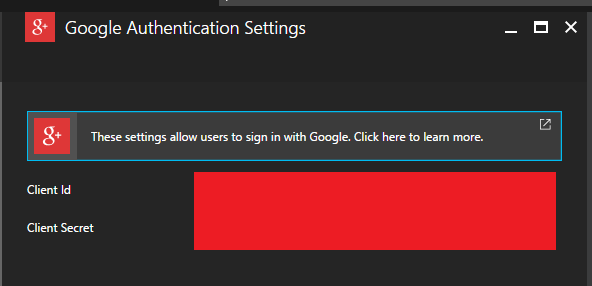 g+ Google Authentication Settings
g+ These settings allow users to sign in with Google. Click here to learn more.
Client Id
Client Secret